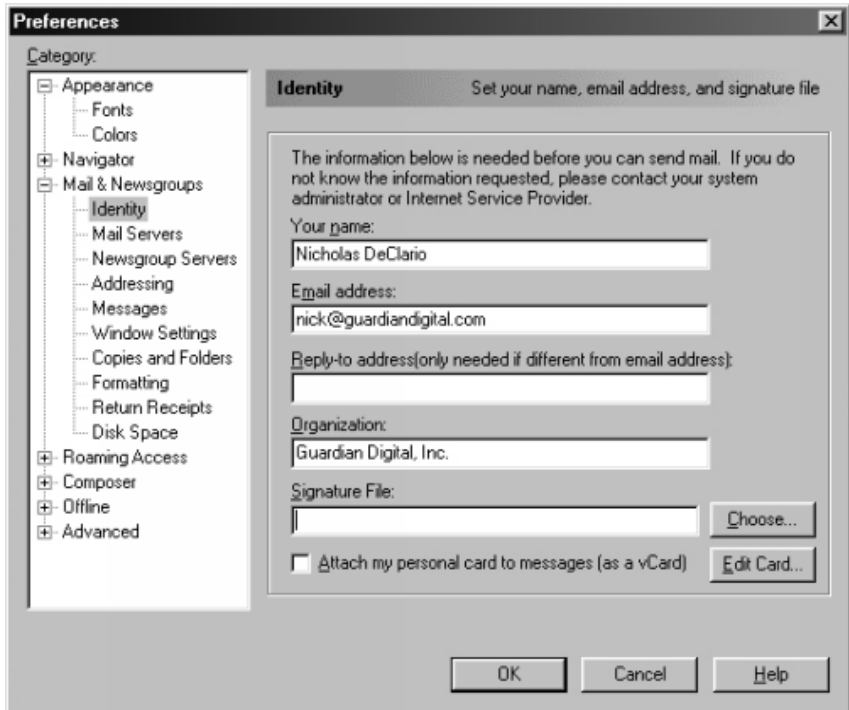 Preferences
Category:
Appearance
Fonts
Colors
Navigator
Mail & Newsgroups
Identity
Mail Servers
Newsgroup Servers
Addressing
Messages
Window Settings
Copies and Folders
Formatting
Return Receipts
Disk Space
Roaming Access
Composer
Offline
Advanced
Identity Set your name, email address, and signature file
The information below is needed before you can send mail. If you do
not know the information requested, please contact your system
administrator or Internet Service Provider.
Your name:
Nicholas DeClario
Email address:
nick@guardiandigital.com
Reply-to address(only needed if different from email address):
Organization:
Guardian Digital, Inc.
Signature File:
Choose...
Attach my personal card to messages (as a vCard) Edit Card...
OK Cancel Help